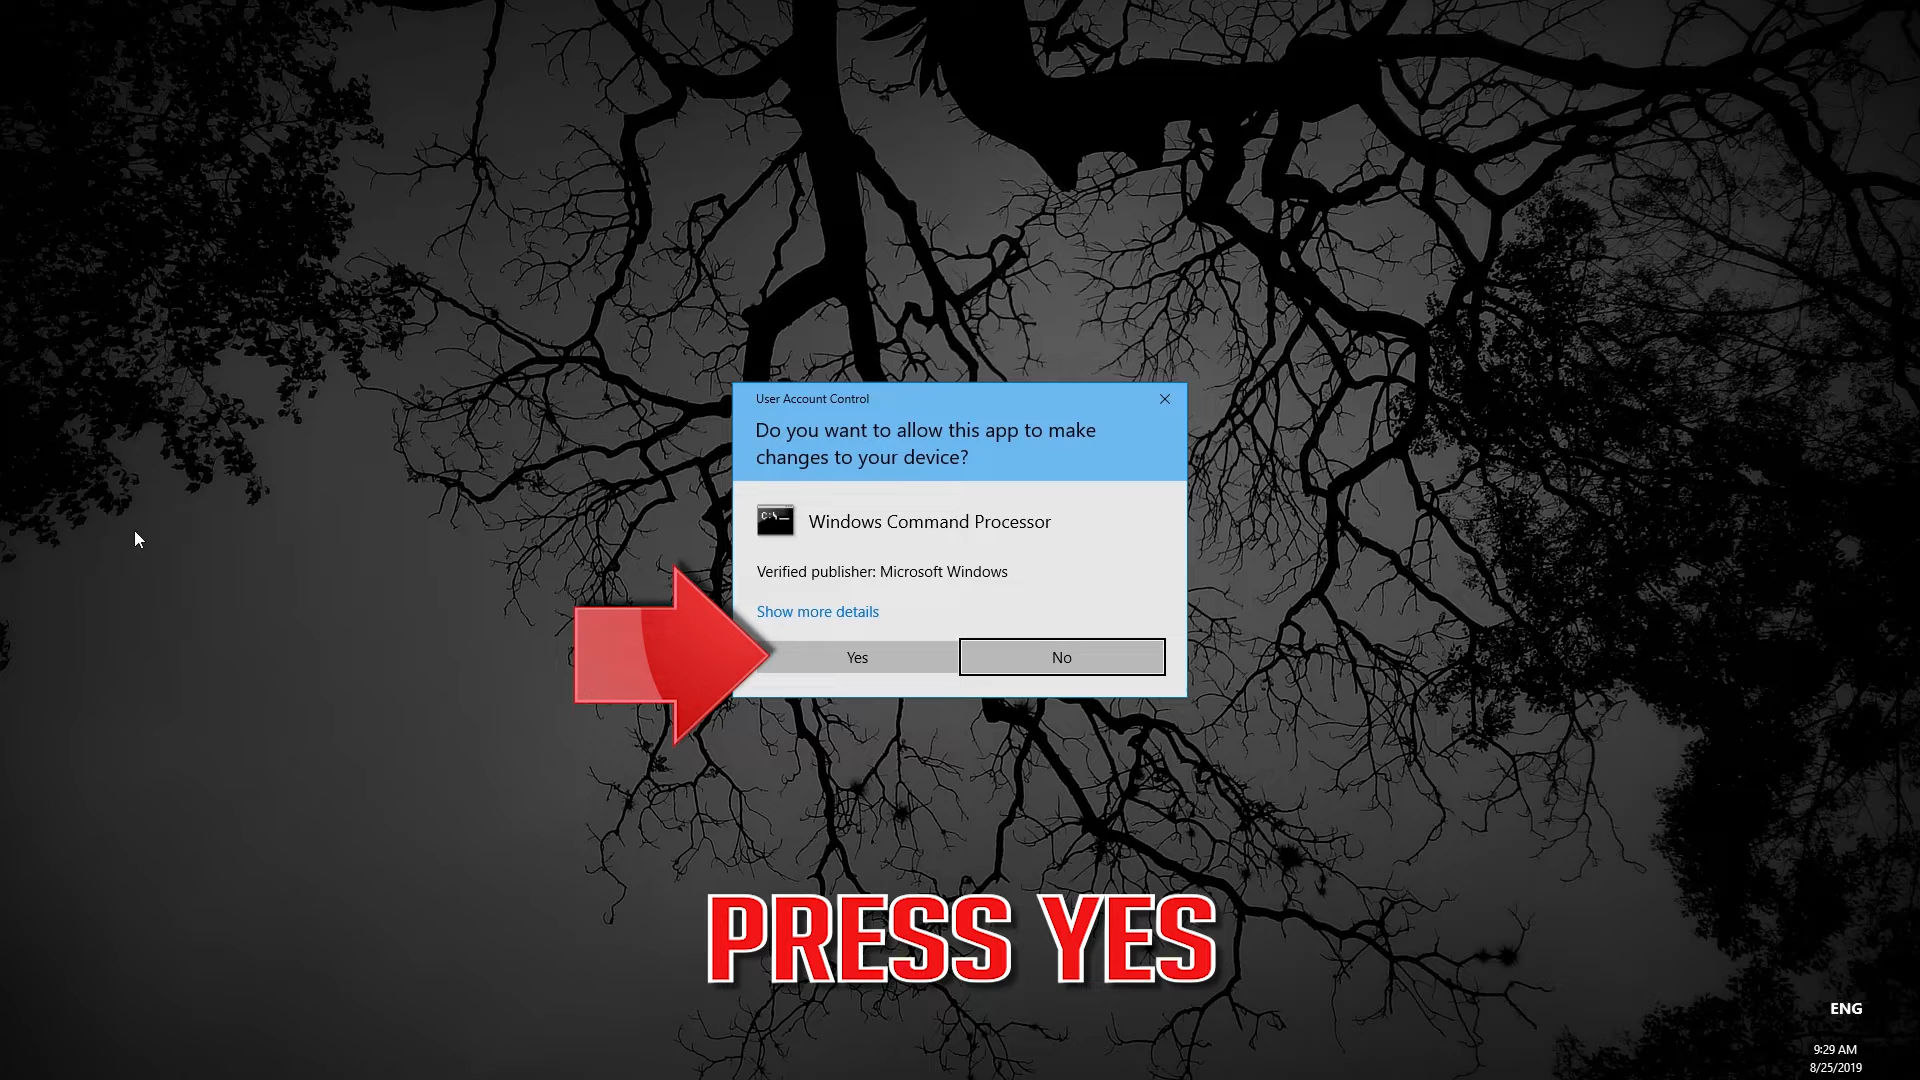 User Account Control
Do you want to allow this app to make
changes to your device?
C:\_
Windows Command Processor
Verified publisher: Microsoft Windows
Show more details
Yes
No
PRESS YES
ENG
9:29 AM
8/25/2019